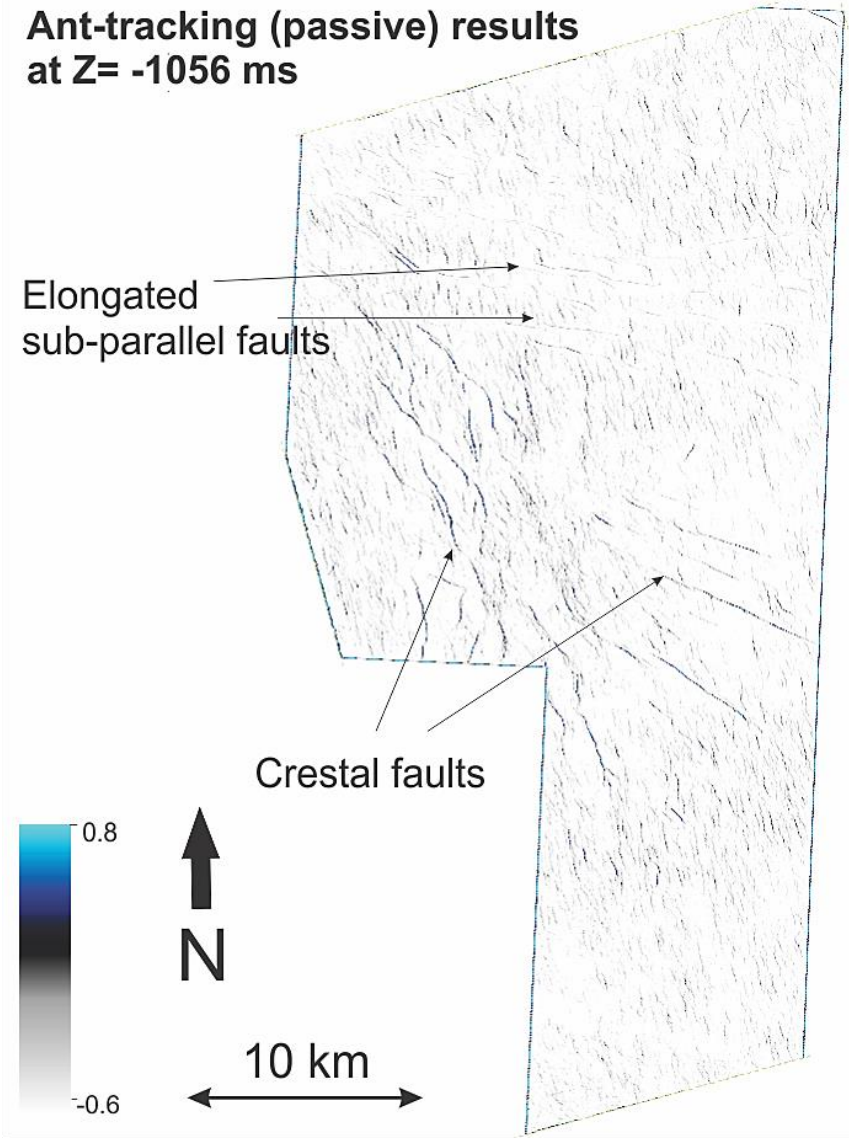 Ant-tracking (passive) results
at Z= -1056 ms
Elongated
sub-parallel faults
Crestal faults
0.8
N
10 km
-0.6